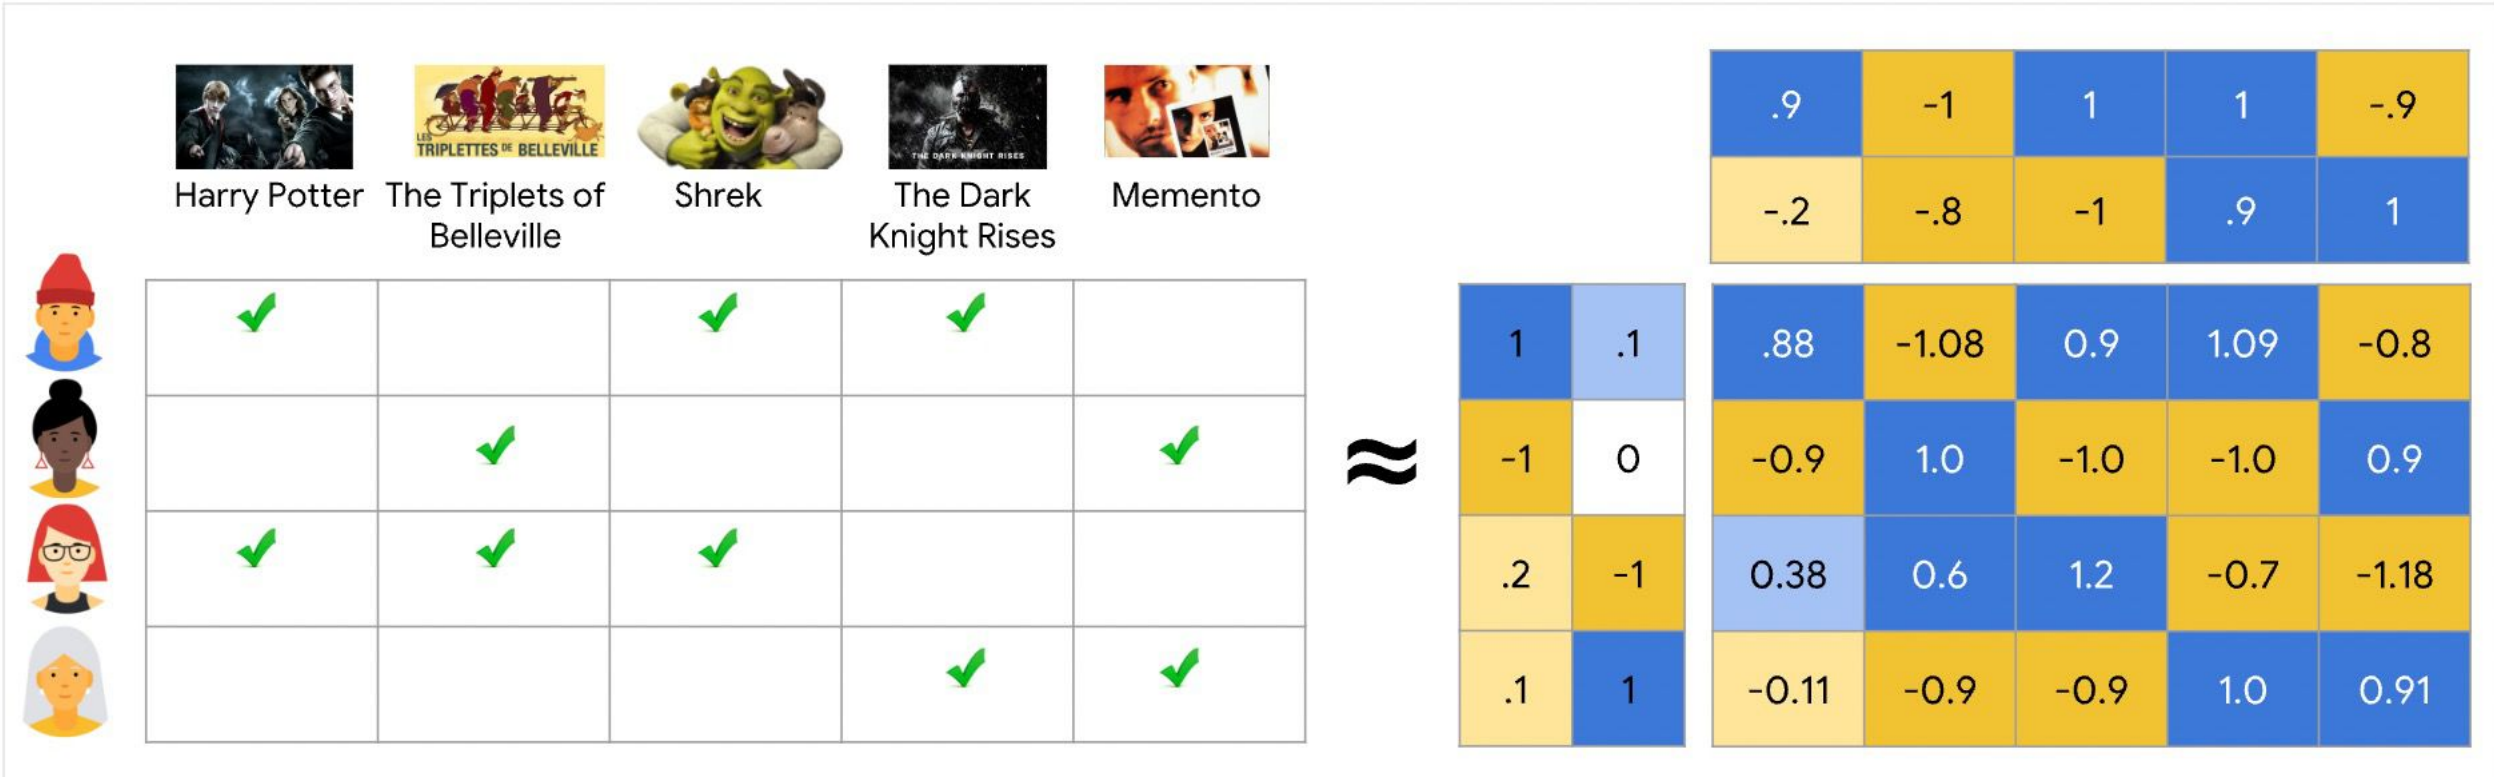 LES
TRIPLETTES DE BELLEVILLE
THE DARK KNIGHT RISES
Harry Potter
The Triplets of
Belleville
Shrek
The Dark
Knight Rises
Memento
.9 -1 1 1 -.9
-.2 -.8 -1 .9 1
≈
1 .1
-1 0
.2 -1
.1 1
.88 -1.08 0.9 1.09 -0.8
-0.9 1.0 -1.0 -1.0 0.9
0.38 0.6 1.2 -0.7 -1.18
-0.11 -0.9 -0.9 1.0 0.91